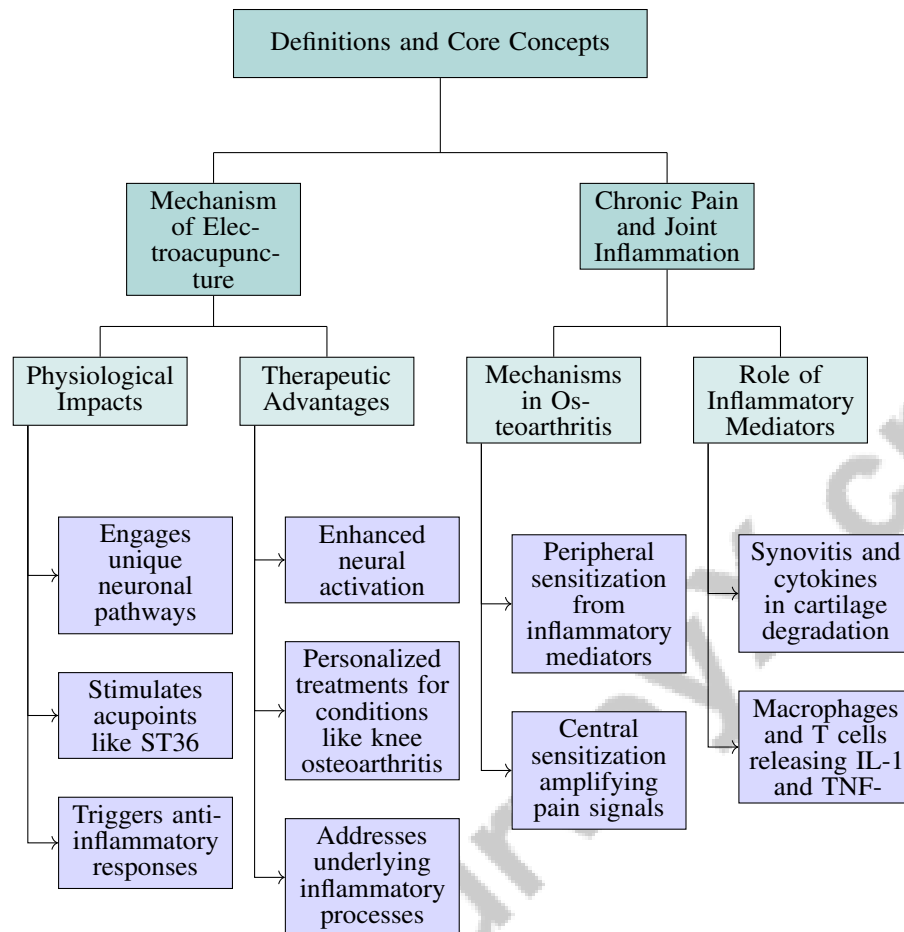 Definitions and Core Concepts
Mechanism
of Elec-
troacupunc-
ture
Chronic Pain
and Joint
Inflammation
Physiological
Impacts
Therapeutic
Advantages
Mechanisms
in Os-
teoarthritis
Role of
Inflammatory
Mediators
Engages
unique
neuronal
pathways
Stimulates
acupoints
like ST36
Triggers anti-
inflammatory
responses
Enhanced
neural
activation
Personalized
treatments for
conditions
like knee
osteoarthritis
Addresses
underlying
inflammatory
processes
Peripheral
sensitization
from
inflammatory
mediators
Central
sensitization
amplifying
pain signals
Synovitis and
cytokines
in cartilage
degradation
Macrophages
and T cells
releasing IL-1
and TNF-